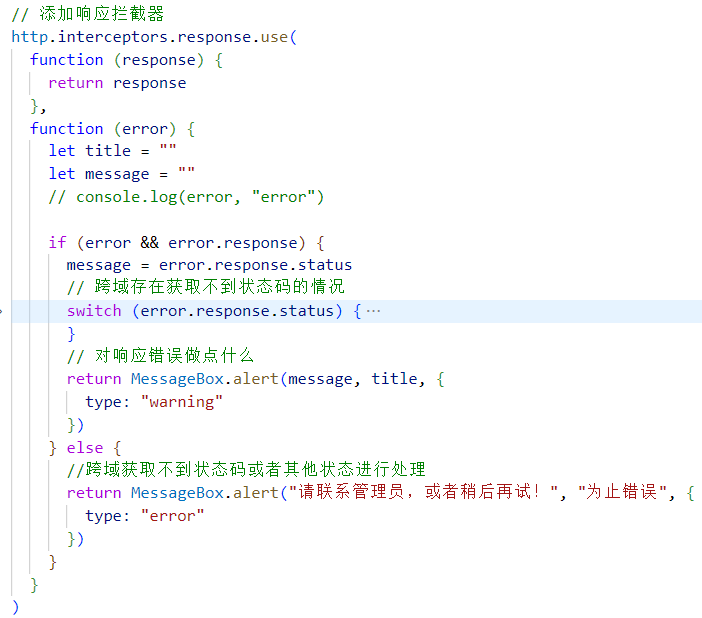 // 添加响应拦截器
http.interceptors.response.use(
  function (response) {
    return response
  },
  function (error) {
    let title = ""
    let message = ""
    // console.log(error, "error")

    if (error && error.response) {
      message = error.response.status
      // 跨域存在获取不到状态码的情况
      switch (error.response.status) {···
      }
      // 对响应错误做点什么
      return MessageBox.alert(message, title, {
        type: "warning"
      })
    } else {
      //跨域获取不到状态码或者其他状态进行处理
      return MessageBox.alert("请联系管理员，或者稍后再试！", "为止错误", {
        type: "error"
      })
    }
  }
)